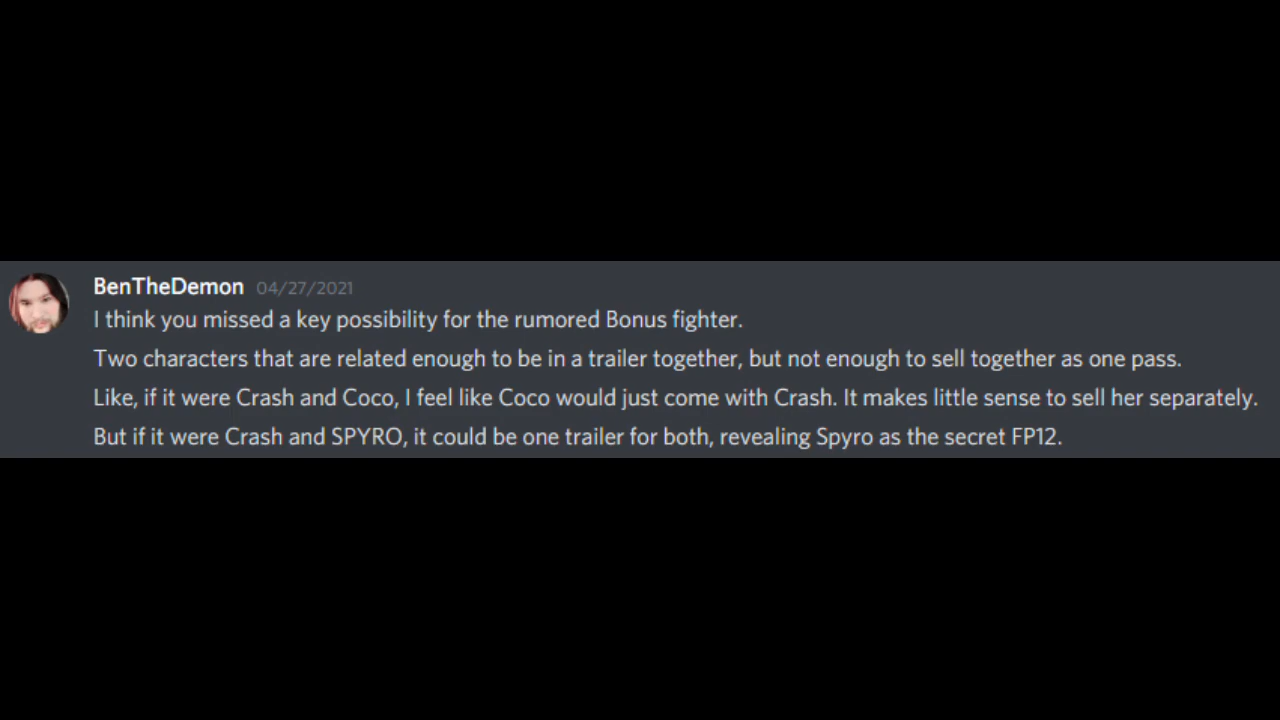 BenTheDemon 04/27/2021
I think you missed a key possibility for the rumored Bonus fighter.
Two characters that are related enough to be in a trailer together, but not enough to sell together as one pass.
Like, if it were Crash and Coco, I feel like Coco would just come with Crash. It makes little sense to sell her separately.
But if it were Crash and SPYRO, it could be one trailer for both, revealing Spyro as the secret FP12.